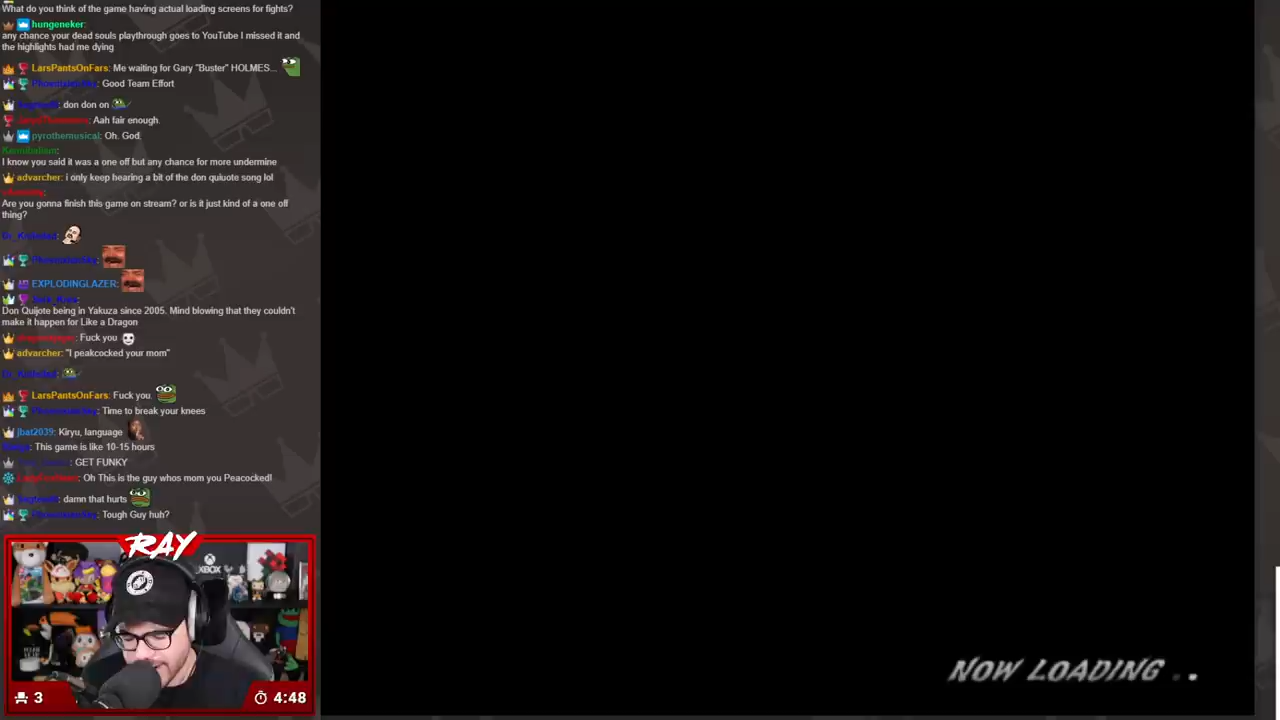 What do you think of the game having actual loading screens for fights?
hungeneker:
any chance your dead souls playthrough goes to YouTube I missed it and
the highlights had me dying
LarsPantsOnFars: Me waiting for Gary "Buster" HOLMES...
Good Team Effort
don don on
Aah fair enough.
pyrothemusical: Oh. God.
I know you said it was a one off but any chance for more undermine
advarcher: i only keep hearing a bit of the don quiuote song lol
Are you gonna finish this game on stream? or is it just kind of a one off
thing?
EXPLODINGLAZER:
Don Quijote being in Yakuza since 2005. Mind blowing that they couldn't
make it happen for Like a Dragon
Fuck you
advarcher: "I peakcocked your mom"
LarsPantsOnFars: Fuck you.
Time to break your knees
jbat2039: Kiryu, language
This game is like 10-15 hours
GET FUNKY
Oh This is the guy whos mom you Peacocked!
damn that hurts
Tough Guy huh?
RAY
XBOX
3
4:48
NOW LOADING . .